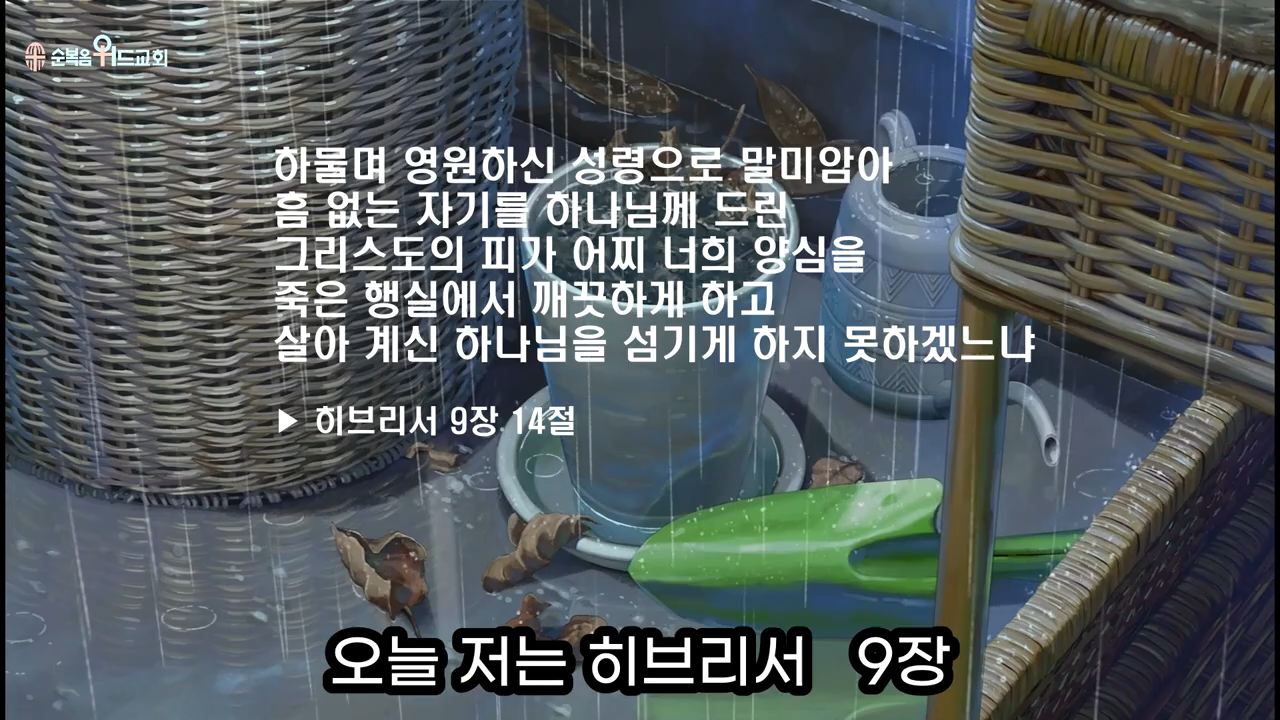 순복음워드교회
하물며 영원하신 성령으로 말미암아
흠 없는 자기를 하나님께 드린
그리스도의 피가 어찌 너희 양심을
죽은 행실에서 깨끗하게 하고
살아 계신 하나님을 섬기게 하지 못하겠느냐
▶ 히브리서 9장 14절
오늘 저는 히브리서 9장